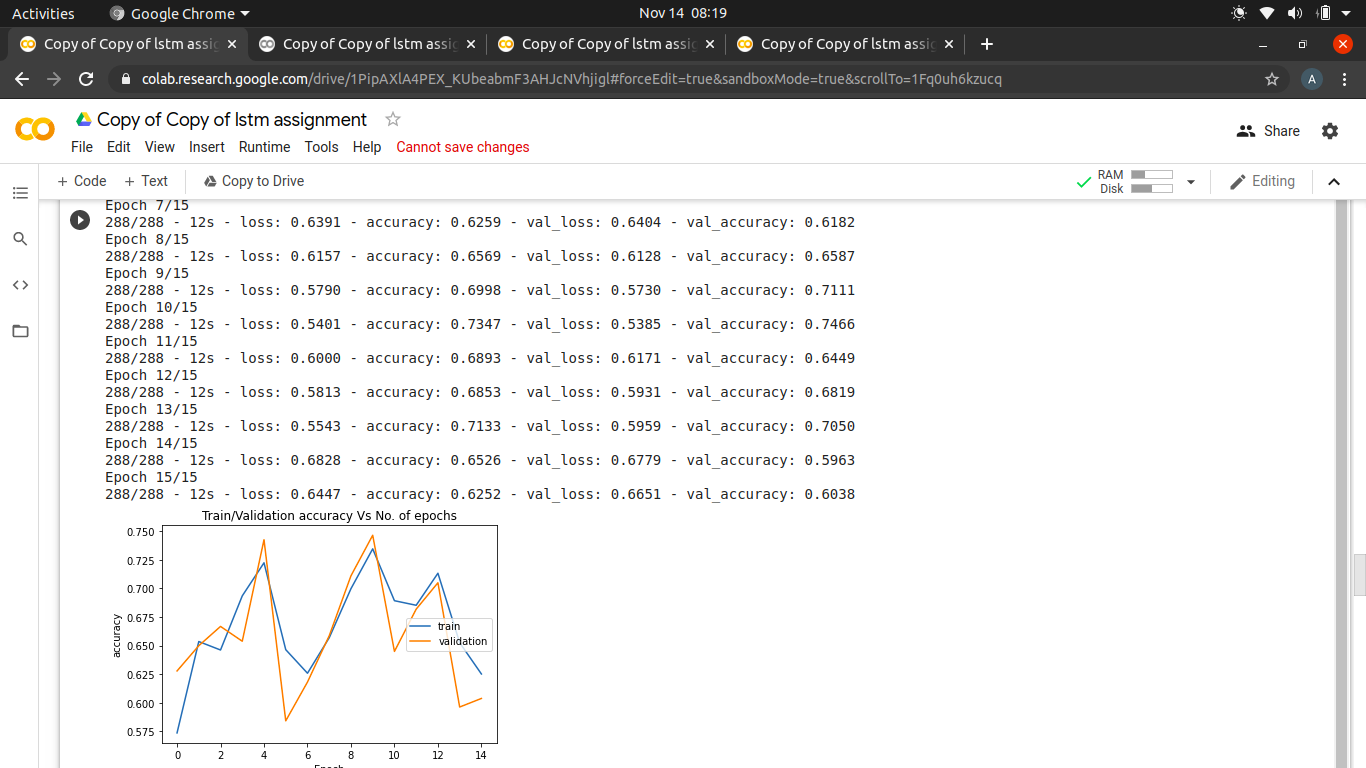 Activities
Google Chrome
Nov 14 08:19
Copy of Copy of lstm assig
Copy of Copy of lstm assig
Copy of Copy of lstm assig
Copy of Copy of lstm assig
colab.research.google.com/drive/1PipAXlA4PEX_KUbeabmF3AHJcNVhjigl#forceEdit=true&sandboxMode=true&scrollTo=1Fq0uh6kzucq
A
Copy of Copy of lstm assignment
Share
File Edit View Insert Runtime Tools Help Cannot save changes
+ Code + Text Copy to Drive
RAM
Disk
Editing
Epoch 7/15
288/288 - 12s - loss: 0.6391 - accuracy: 0.6259 - val_loss: 0.6404 - val_accuracy: 0.6182
Epoch 8/15
288/288 - 12s - loss: 0.6157 - accuracy: 0.6569 - val_loss: 0.6128 - val_accuracy: 0.6587
Epoch 9/15
288/288 - 12s - loss: 0.5790 - accuracy: 0.6998 - val_loss: 0.5730 - val_accuracy: 0.7111
Epoch 10/15
288/288 - 12s - loss: 0.5401 - accuracy: 0.7347 - val_loss: 0.5385 - val_accuracy: 0.7466
Epoch 11/15
288/288 - 12s - loss: 0.6000 - accuracy: 0.6893 - val_loss: 0.6171 - val_accuracy: 0.6449
Epoch 12/15
288/288 - 12s - loss: 0.5813 - accuracy: 0.6853 - val_loss: 0.5931 - val_accuracy: 0.6819
Epoch 13/15
288/288 - 12s - loss: 0.5543 - accuracy: 0.7133 - val_loss: 0.5959 - val_accuracy: 0.7050
Epoch 14/15
288/288 - 12s - loss: 0.6828 - accuracy: 0.6526 - val_loss: 0.6779 - val_accuracy: 0.5963
Epoch 15/15
288/288 - 12s - loss: 0.6447 - accuracy: 0.6252 - val_loss: 0.6651 - val_accuracy: 0.6038
Train/Validation accuracy Vs No. of epochs
0.750
0.725
0.700
0.675
0.650
0.625
0.600
0.575
accuracy
train
validation
0 2 4 6 8 10 12 14
Epoch